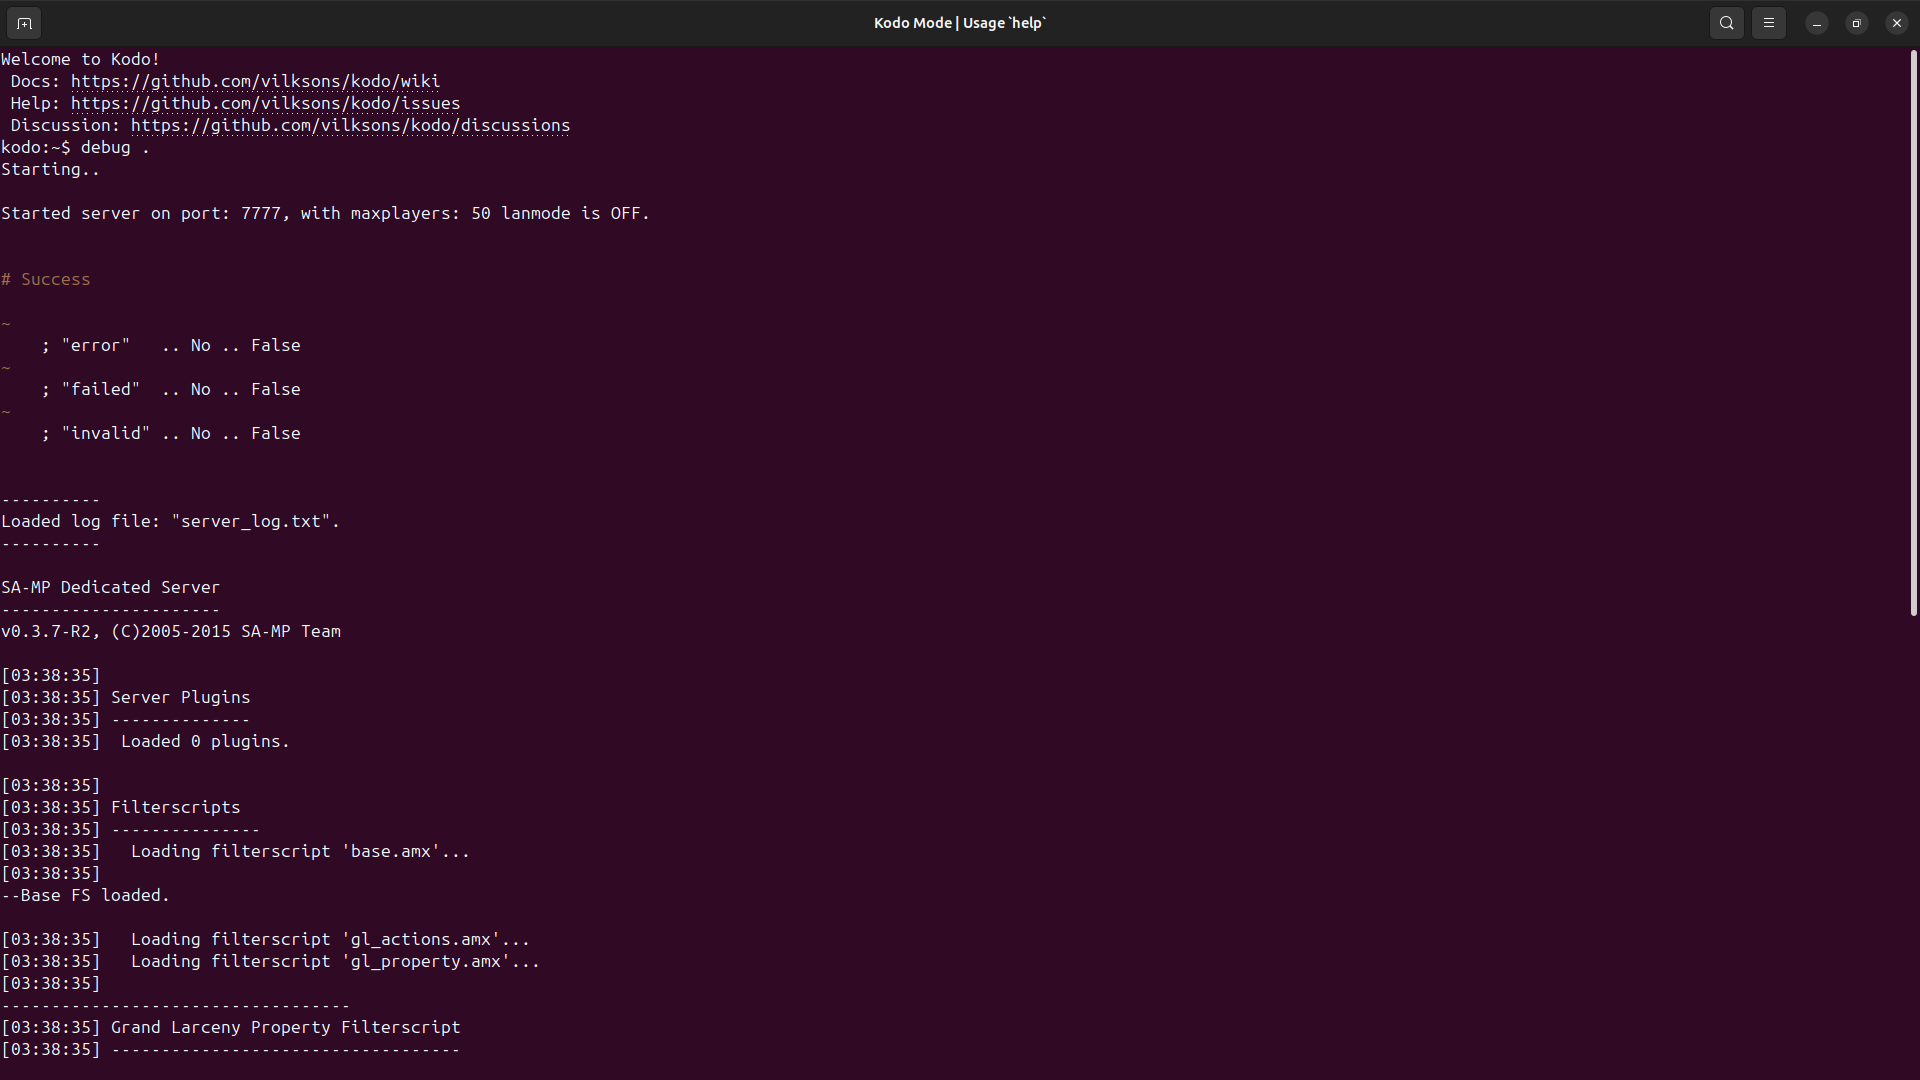 Kodo Mode | Usage `help`
Welcome to Kodo!
 Docs: https://github.com/vilksons/kodo/wiki
 Help: https://github.com/vilksons/kodo/issues
 Discussion: https://github.com/vilksons/kodo/discussions
kodo:~$ debug .
Starting..
Started server on port: 7777, with maxplayers: 50 lanmode is OFF.
# Success
~
    ; "error"   .. No .. False
~
    ; "failed"  .. No .. False
~
    ; "invalid" .. No .. False
----------
Loaded log file: "server_log.txt".
----------
SA-MP Dedicated Server
----------------------
v0.3.7-R2, (C)2005-2015 SA-MP Team
[03:38:35]
[03:38:35] Server Plugins
[03:38:35] --------------
[03:38:35]  Loaded 0 plugins.
[03:38:35]
[03:38:35] Filterscripts
[03:38:35] ---------------
[03:38:35]   Loading filterscript 'base.amx'...
[03:38:35]
--Base FS loaded.
[03:38:35]   Loading filterscript 'gl_actions.amx'...
[03:38:35]   Loading filterscript 'gl_property.amx'...
[03:38:35]
-----------------------------------
[03:38:35] Grand Larceny Property Filterscript
[03:38:35] -----------------------------------